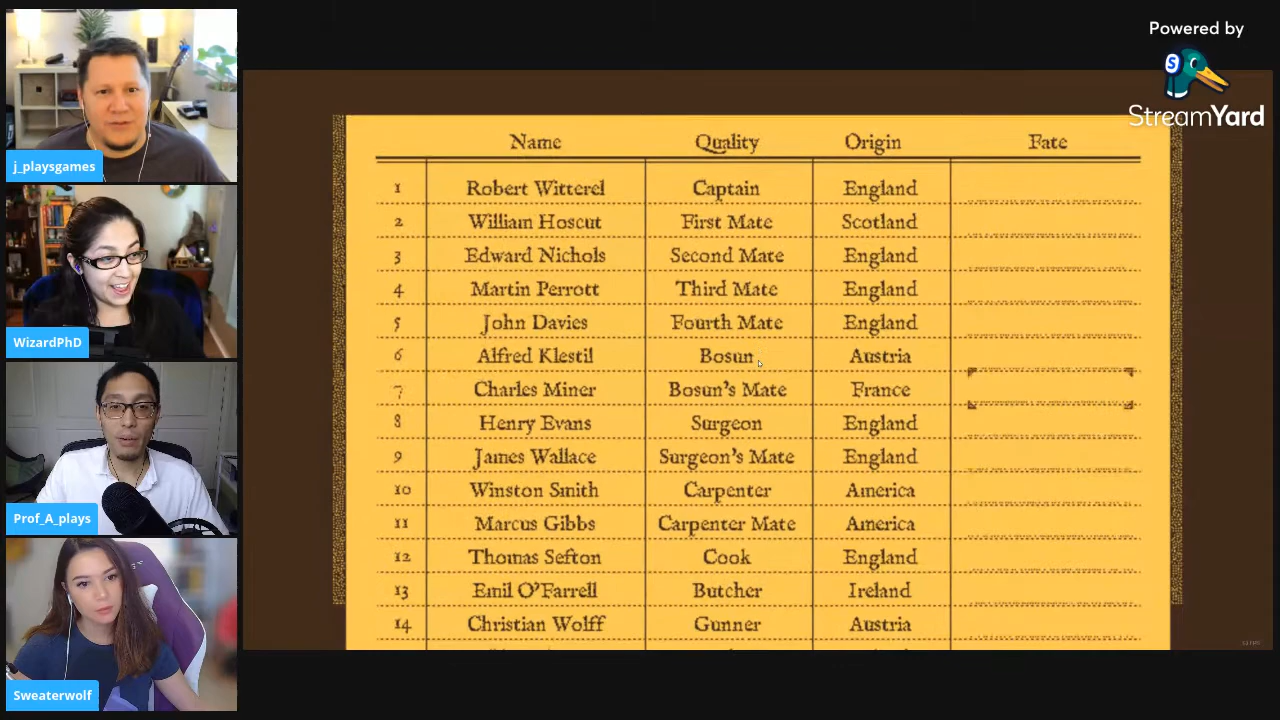 Powered by
StreamYard
j_playsgames
WizardPhD
Prof_A_plays
Sweaterwolf
Name Quality Origin Fate
1 Robert Witterel Captain England
2 William Hoscut First Mate Scotland
3 Edward Nichols Second Mate England
4 Martin Perrott Third Mate England
5 John Davies Fourth Mate England
6 Alfred Klestil Bosun Austria
7 Charles Miner Bosun's Mate France
8 Henry Evans Surgeon England
9 James Wallace Surgeon's Mate England
10 Winston Smith Carpenter America
11 Marcus Gibbs Carpenter Mate America
12 Thomas Sefton Cook England
13 Emil O'Farrell Butcher Ireland
14 Christian Wolff Gunner Austria